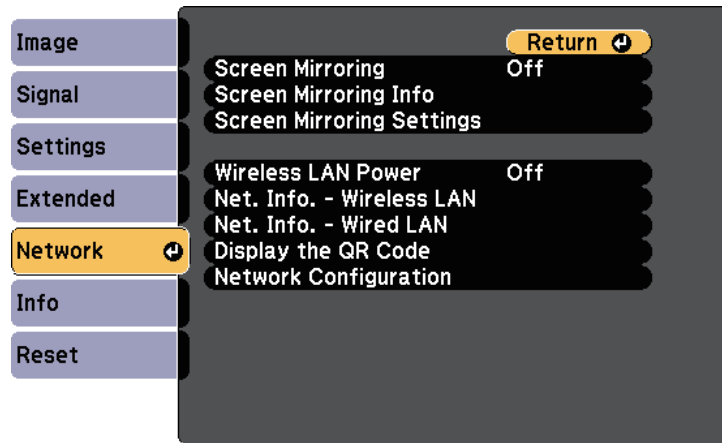 Image
Signal
Settings
Extended
Network
Info
Reset
Return
Screen Mirroring Off
Screen Mirroring Info
Screen Mirroring Settings
Wireless LAN Power Off
Net. Info. - Wireless LAN
Net. Info. - Wired LAN
Display the QR Code
Network Configuration